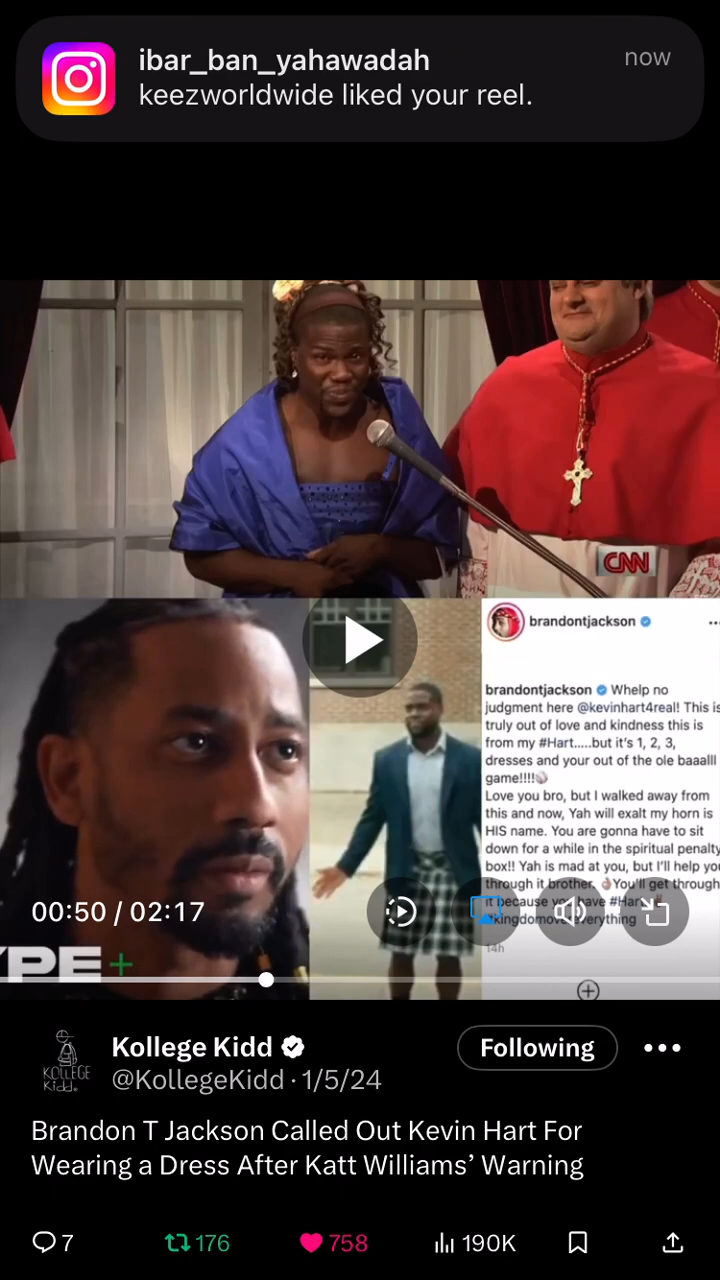 ibar_ban_yahawadah
now
keezworldwide liked your reel.
CNN
brandontjackson
brandontjackson Whelp no
judgment here @kevinhart4real! This is
truly out of love and kindness this is
from my #Hart.....but it's 1, 2, 3,
dresses and your out of the ole baaalll
game!!!!⚾
Love you bro, but I walked away from
this and now, Yah will exalt my horn is
HIS name. You are gonna have to sit
down for a while in the spiritual penalty
box!! Yah is mad at you, but I'll help you
through it brother. 👌🏾You'll get through
it because you have #Har
#kingdommove everything
14h
00:50 / 02:17
YPE+
KOLLEGE
Kidd
Kollege Kidd
@KollegeKidd · 1/5/24
Following
Brandon T Jackson Called Out Kevin Hart For
Wearing a Dress After Katt Williams’ Warning
7
176
758
190K